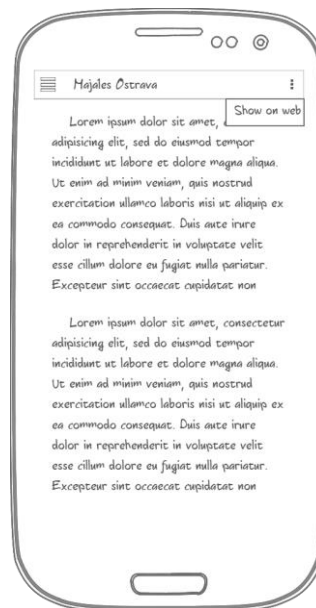 Majales Ostrava
Show on web
Lorem ipsum dolor sit amet,
adipisicing elit, sed do eiusmod tempor
incididunt ut labore et dolore magna aliqua.
Ut enim ad minim veniam, quis nostrud
exercitation ullamco laboris nisi ut aliquip ex
ea commodo consequat. Duis aute irure
dolor in reprehenderit in voluptate velit
esse cillum dolore eu fugiat nulla pariatur.
Excepteur sint occaecat cupidatat non
Lorem ipsum dolor sit amet, consectetur
adipisicing elit, sed do eiusmod tempor
incididunt ut labore et dolore magna aliqua.
Ut enim ad minim veniam, quis nostrud
exercitation ullamco laboris nisi ut aliquip ex
ea commodo consequat. Duis aute irure
dolor in reprehenderit in voluptate velit
esse cillum dolore eu fugiat nulla pariatur.
Excepteur sint occaecat cupidatat non